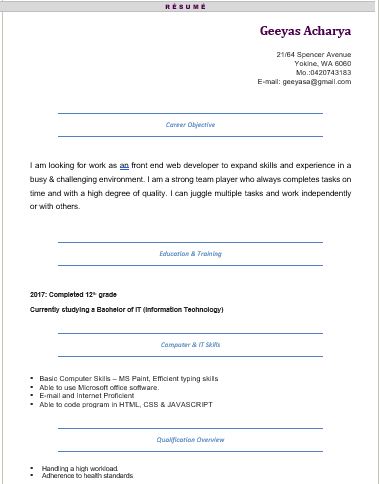 RÉSUMÉ
Geeyas Acharya
21/64 Spencer Avenue
Yokine, WA 6060
Mo.:0420743183
E-mail: geeyasa@gmail.com
Career Objective
I am looking for work as an front end web developer to expand skills and experience in a
busy & challenging environment. I am a strong team player who always completes tasks on
time and with a high degree of quality. I can juggle multiple tasks and work independently
or with others.
Education & Training
2017: Completed 12th grade
Currently studying a Bachelor of IT (Information Technology)
Computer & IT Skills
• Basic Computer Skills – MS Paint, Efficient typing skills
• Able to use Microsoft office software.
• E-mail and Internet Proficient
• Able to code program in HTML, CSS & JAVASCRIPT
Qualification Overview
• Handling a high workload.
• Adherence to health standards